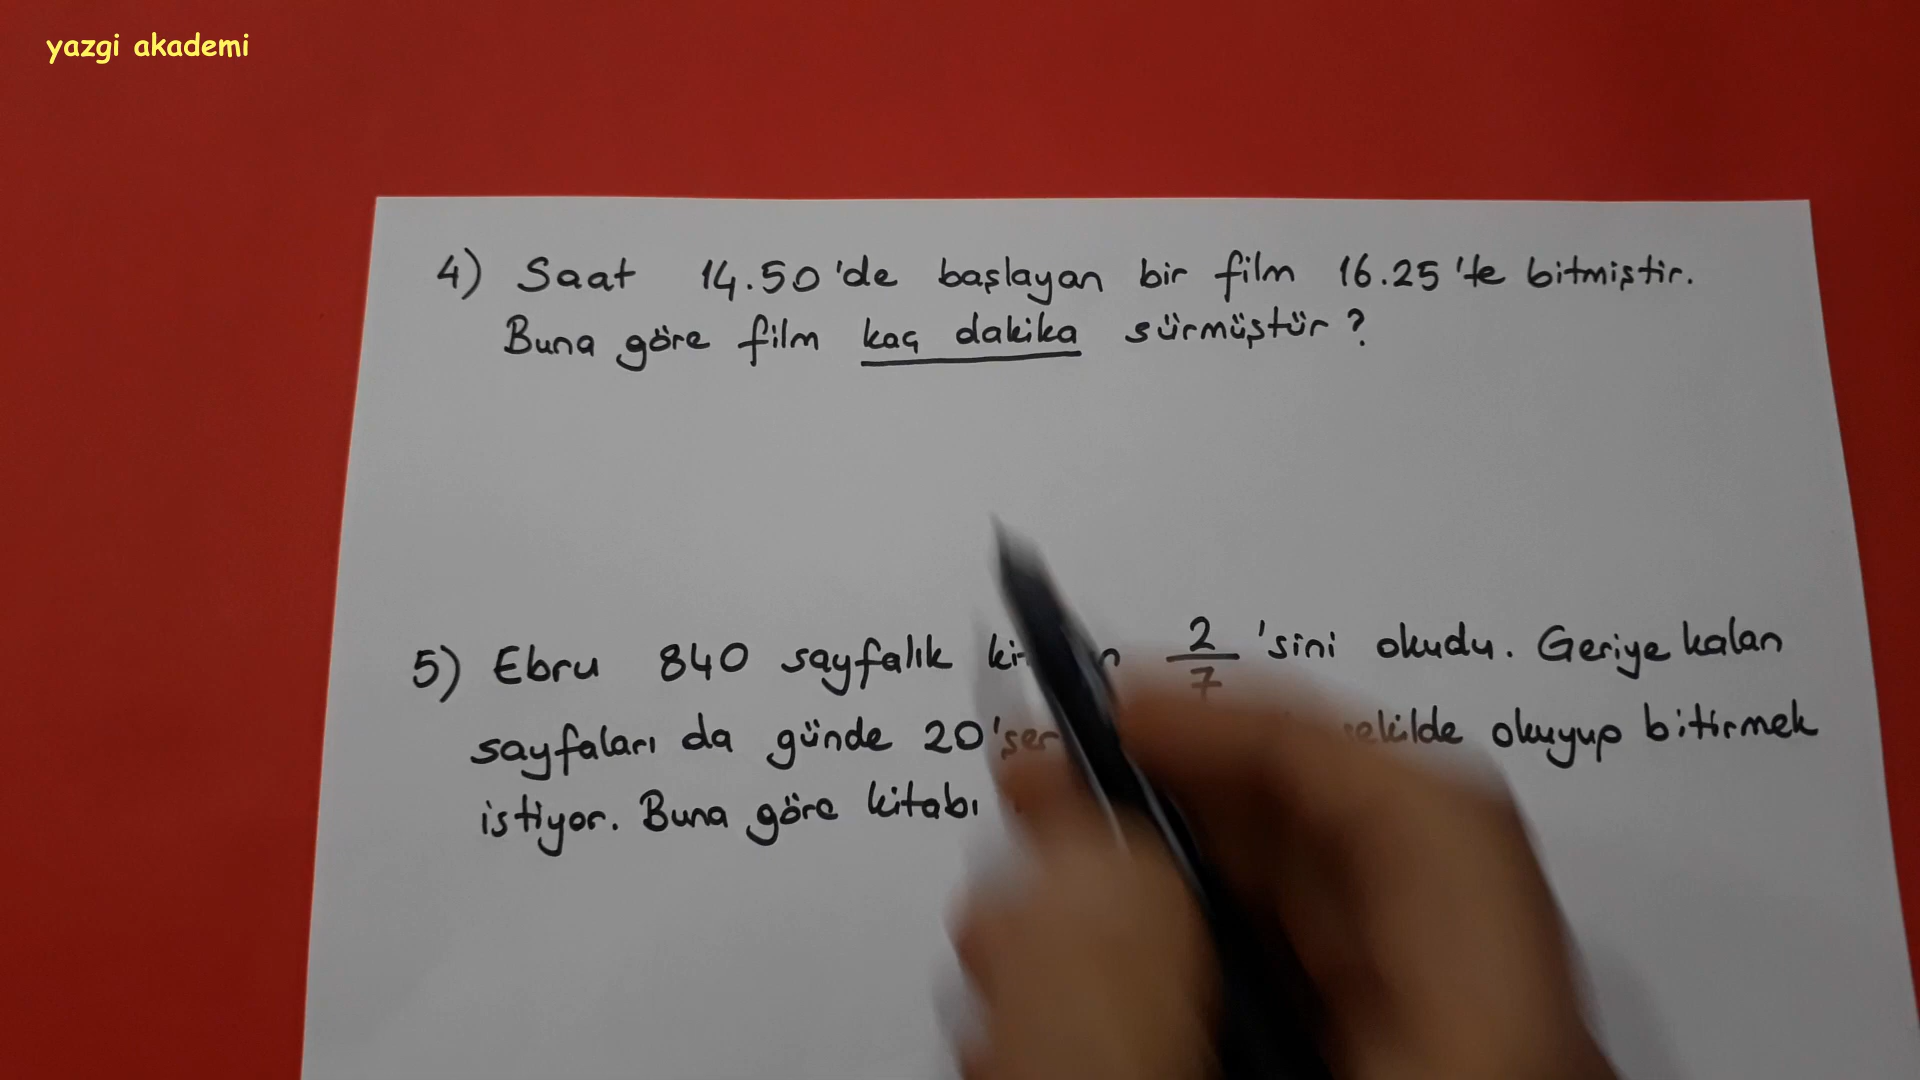 yazgi akademi
4) Saat 14.50'de başlayan bir film 16.25'te bitmiştir.
Buna göre film kaç dakika sürmüştür?
5) Ebru 840 sayfalık 2/7 'sini okudu. Geriye kalan
sayfaları da günde 20'şer okuyup bitirmek
istiyor. Buna göre kitabı